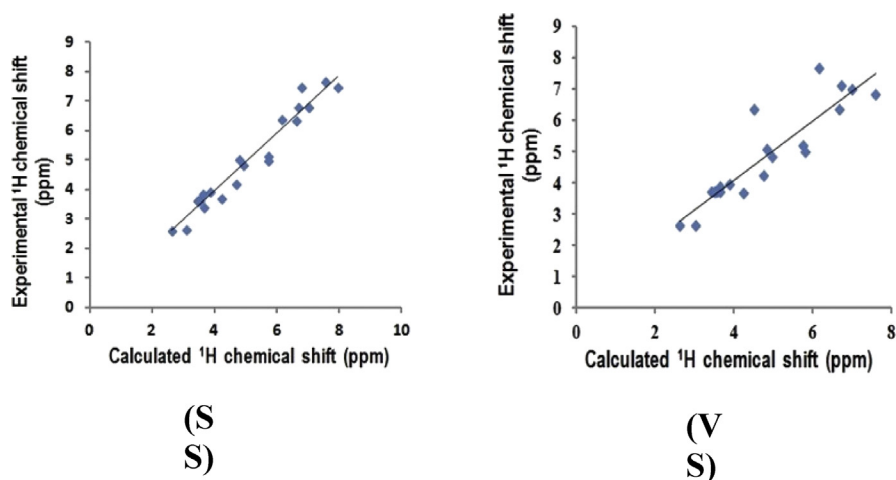 Experimental ¹H chemical shift
(ppm)
9
8
7
6
5
4
3
2
1
0
0 2 4 6 8 10
Calculated ¹H chemical shift (ppm)
(S
S)
Experimental ¹H chemical shift
(ppm)
9
8
7
6
5
4
3
2
1
0
0 2 4 6 8
Calculated ¹H chemical shift (ppm)
(V
S)